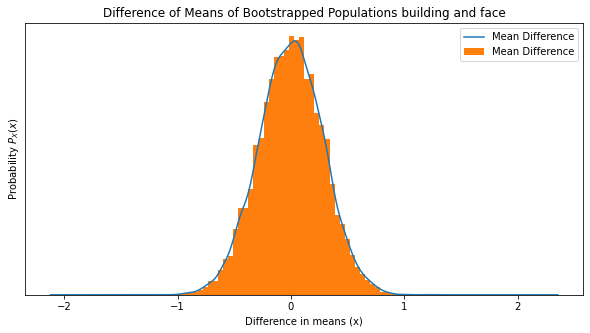 Difference of Means of Bootstrapped Populations building and face
Mean Difference
Mean Difference
Probability P_X(x)
−2
−1
0
1
2
Difference in means (x)